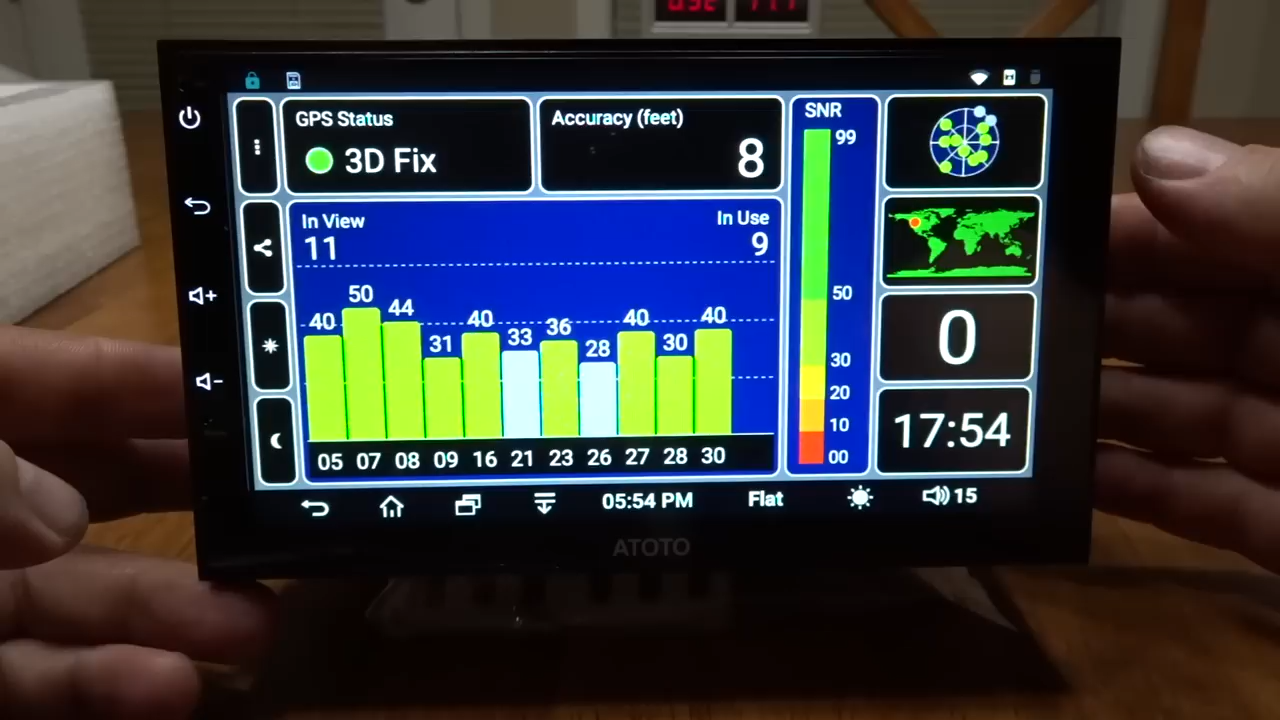 GPS Status
3D Fix
Accuracy (feet)
8
SNR
99
50
30
20
10
00
In View
11
In Use
9
40 50 44 31 40 33 36 28 40 30 40
05 07 08 09 16 21 23 26 27 28 30
0
17:54
05:54 PM
Flat
15
ATOTO